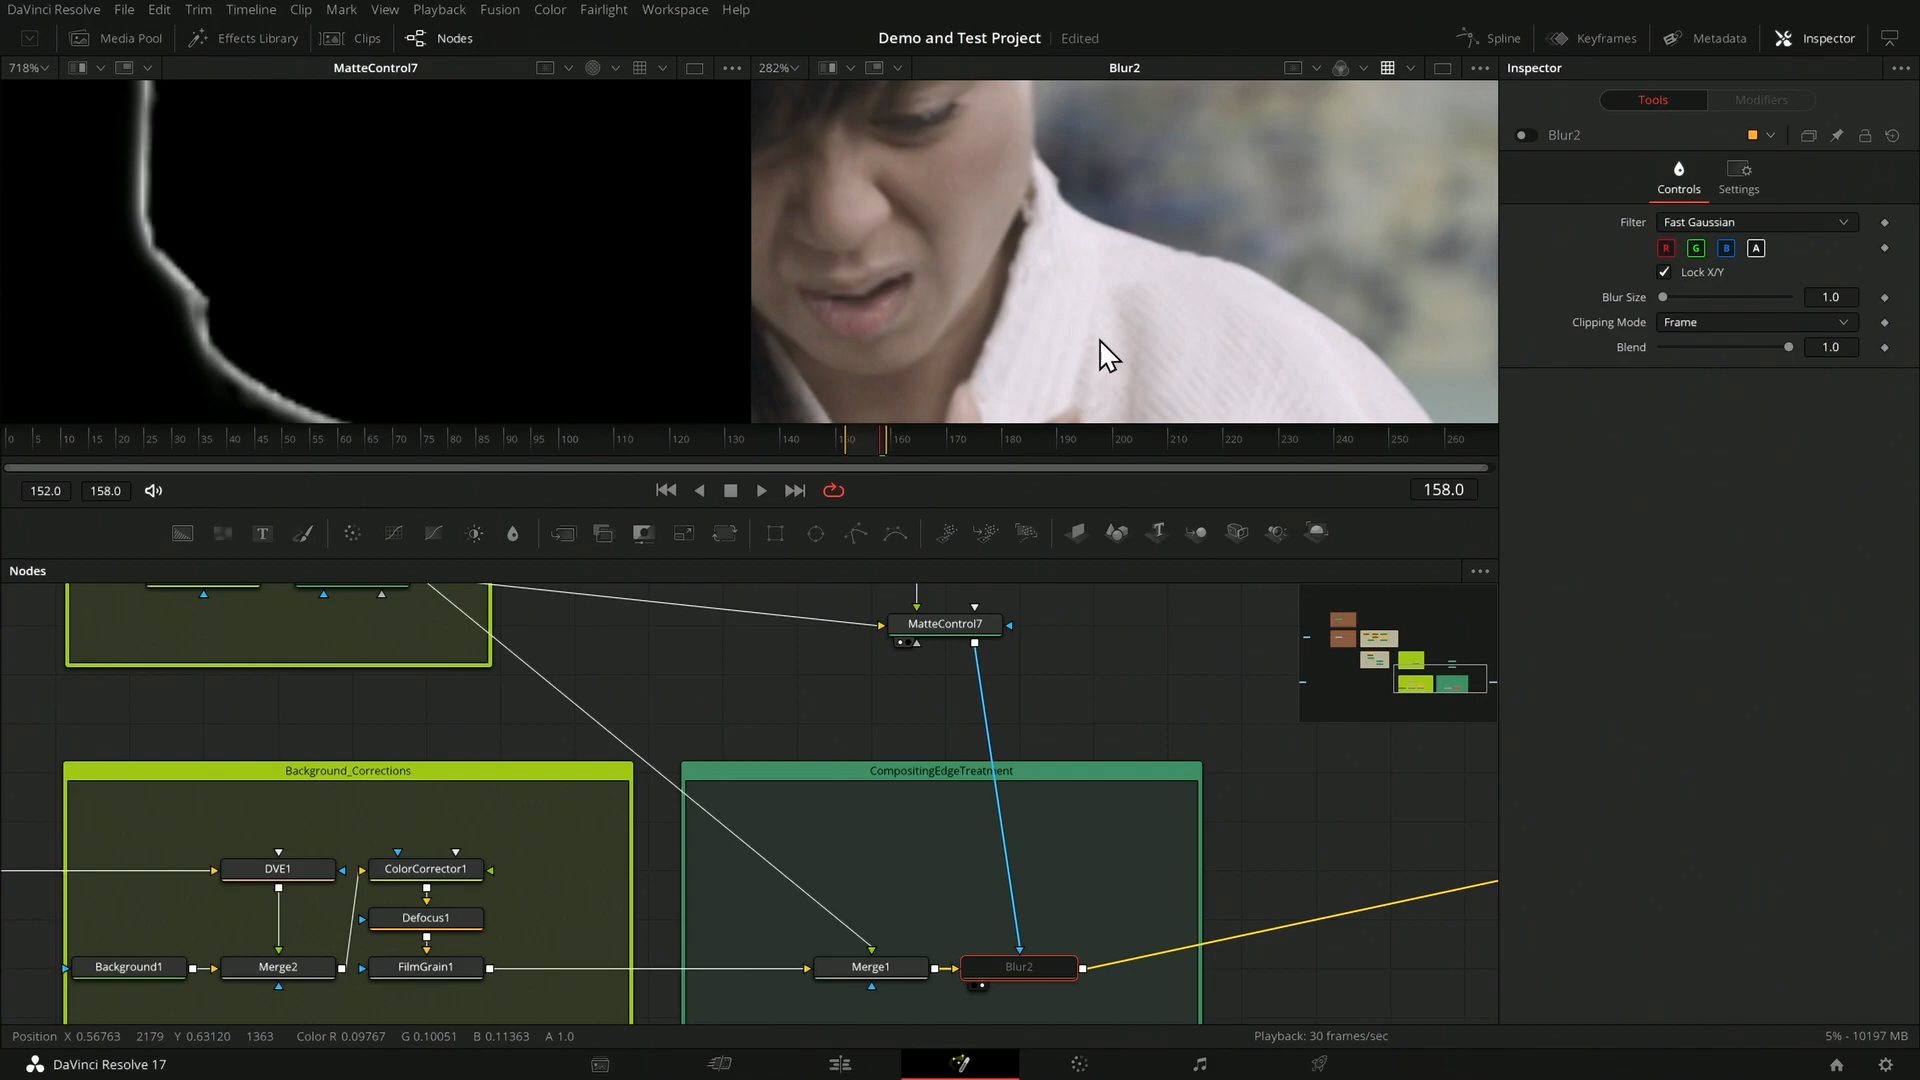 DaVinci Resolve File Edit Trim Timeline Clip Mark View Playback Fusion Color Fairlight Workspace Help
Media Pool Effects Library Clips Nodes Demo and Test Project Edited Spline Keyframes Metadata Inspector
718% MatteControl7 282% Blur2 Inspector
Tools Modifiers
Blur2
Controls Settings
Filter Fast Gaussian
R G B A
Lock X/Y
Blur Size 1.0
Clipping Mode Frame
Blend 1.0
0 5 10 15 20 25 30 35 40 45 50 55 60 65 70 75 80 85 90 95 100 110 120 130 140 150 160 170 180 190 200 210 220 230 240 250 260
152.0 158.0 158.0
Nodes
MatteControl7
Background_Corrections CompositingEdgeTreatment
DVE1 ColorCorrector1
Defocus1
Background1 Merge2 FilmGrain1 Merge1 Blur2
Position X 0.56763 2179 Y 0.63120 1363 Color R 0.09767 G 0.10051 B 0.11363 A 1.0 Playback: 30 frames/sec 5% - 10197 MB
DaVinci Resolve 17